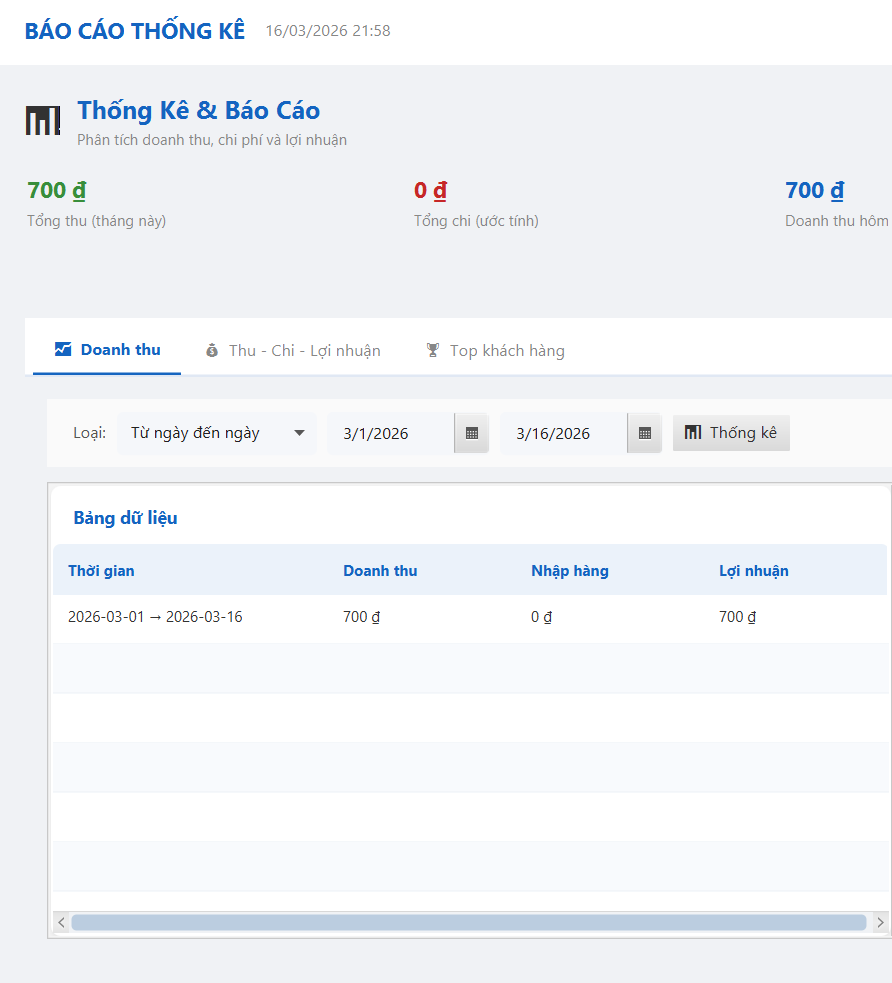 BÁO CÁO THỐNG KÊ 16/03/2026 21:58
Thống Kê & Báo Cáo
Phân tích doanh thu, chi phí và lợi nhuận
700 ₫ 0 ₫ 700 ₫
Tổng thu (tháng này) Tổng chi (ước tính) Doanh thu hôm
Doanh thu Thu - Chi - Lợi nhuận Top khách hàng
Loại: Từ ngày đến ngày 3/1/2026 3/16/2026 Thống kê
Bảng dữ liệu
Thời gian Doanh thu Nhập hàng Lợi nhuận
2026-03-01 → 2026-03-16 700 ₫ 0 ₫ 700 ₫